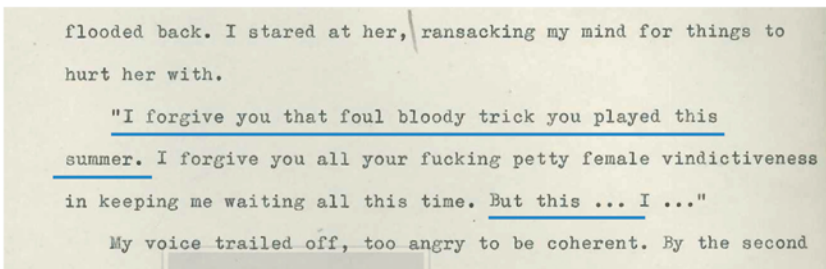 flooded back. I stared at her, ransacking my mind for things to
hurt her with.
"I forgive you that foul bloody trick you played this
summer. I forgive you all your fucking petty female vindictiveness
in keeping me waiting all this time. But this ... I ..."
My voice trailed off, too angry to be coherent. By the second